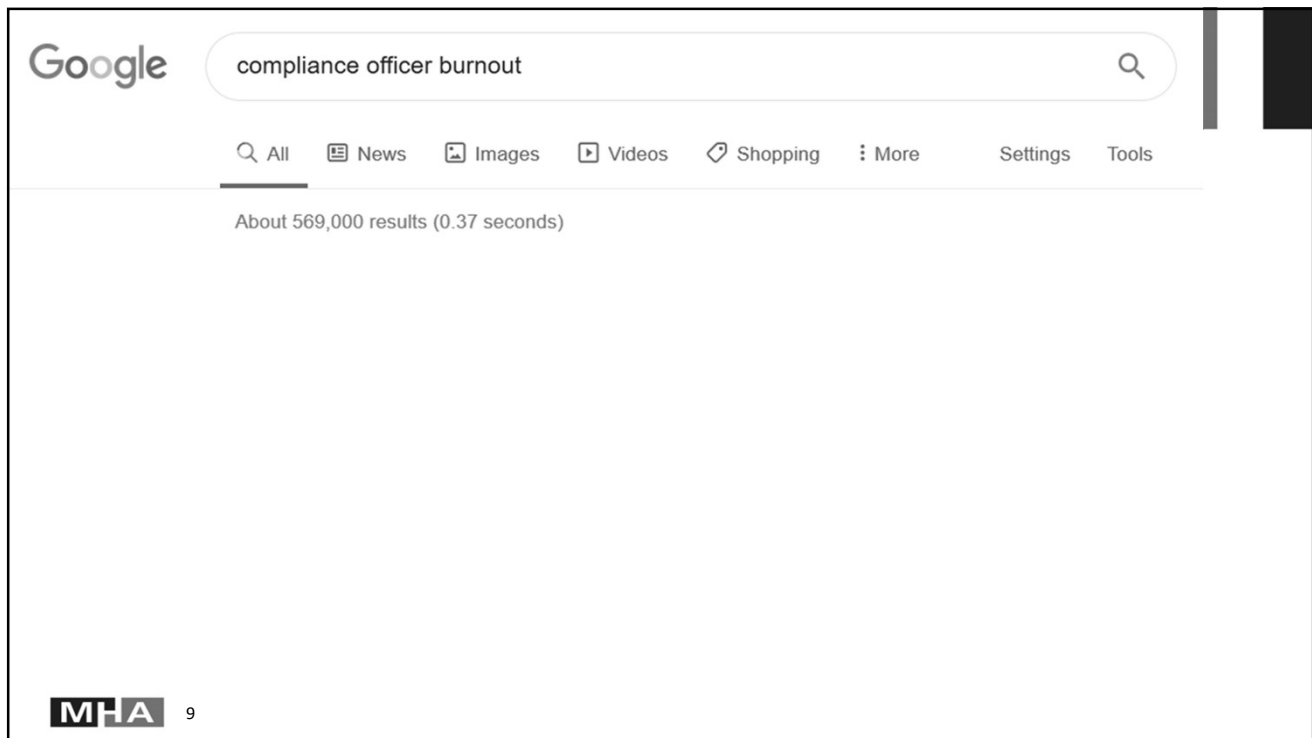 Google compliance officer burnout
All News Images Videos Shopping More Settings Tools
About 569,000 results (0.37 seconds)
MHA 9